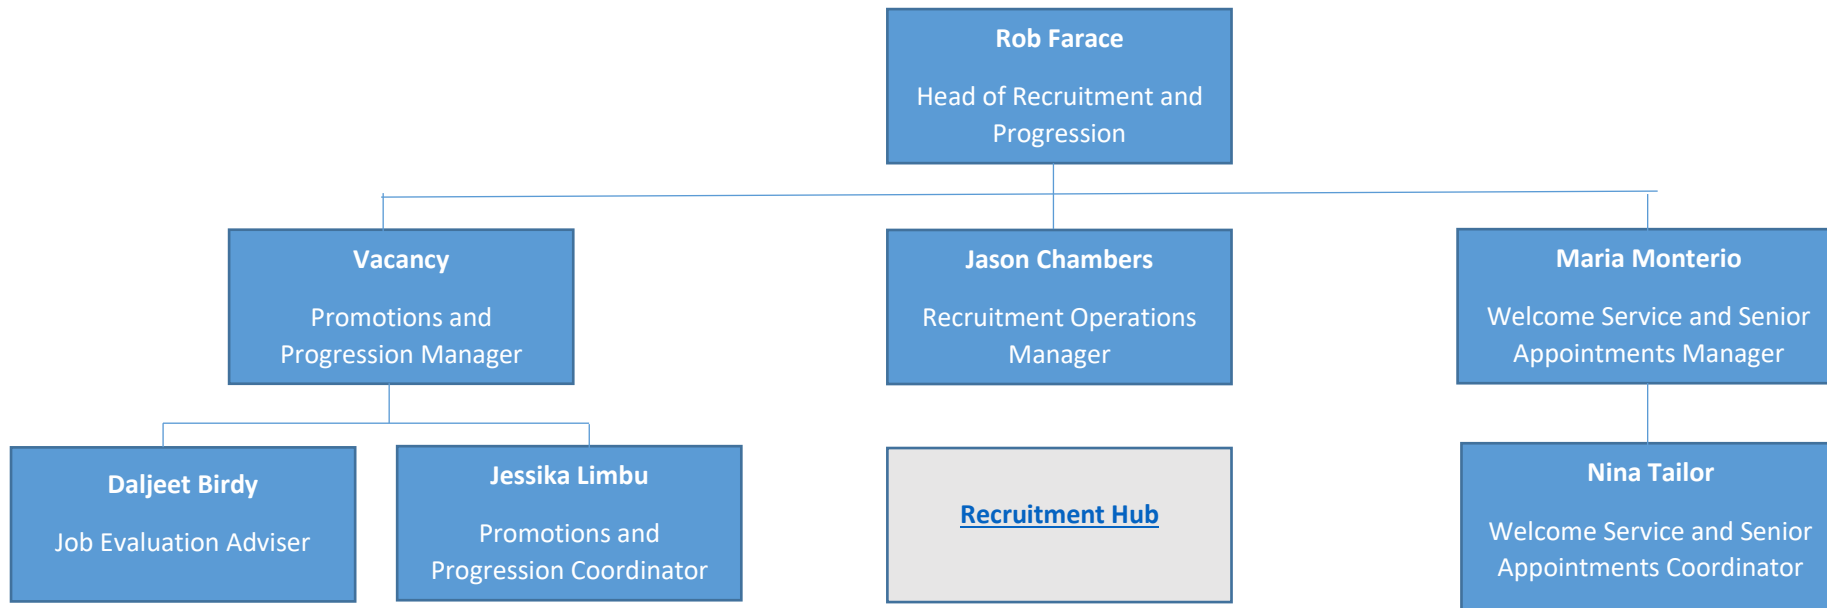 Rob Farace
Head of Recruitment and
Progression
Vacancy
Promotions and
Progression Manager
Jason Chambers
Recruitment Operations
Manager
Maria Monterio
Welcome Service and Senior
Appointments Manager
Daljeet Birdy
Job Evaluation Adviser
Jessika Limbu
Promotions and
Progression Coordinator
Recruitment Hub
Nina Tailor
Welcome Service and Senior
Appointments Coordinator